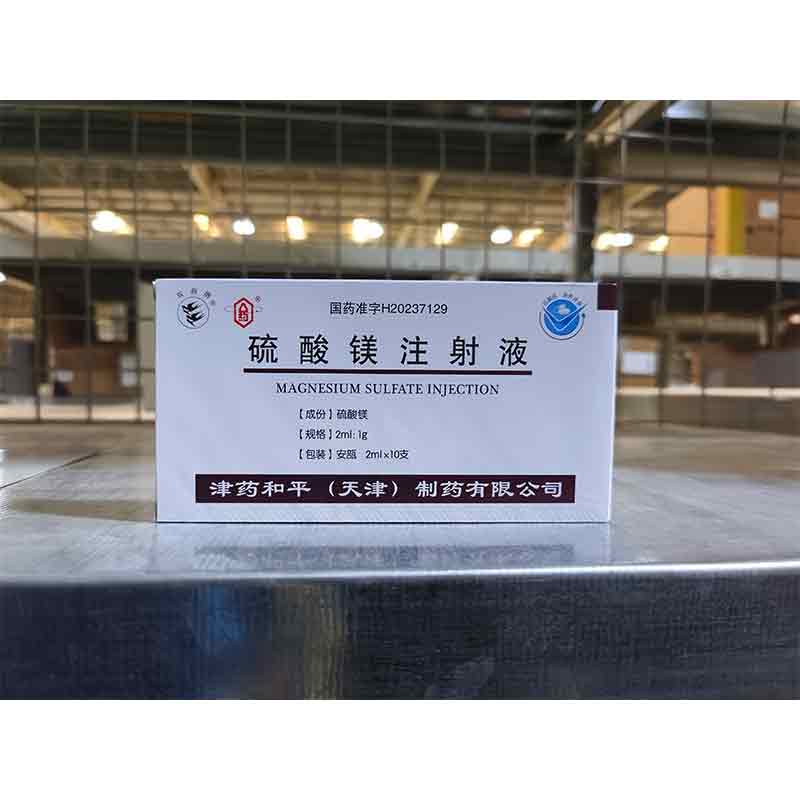 国药准字H20237129
硫酸镁注射液
MAGNESIUM SULFATE INJECTION
【成份】硫酸镁
【规格】2ml:1g
【包装】安瓿 2ml×10支
津药和平(天津)制药有限公司